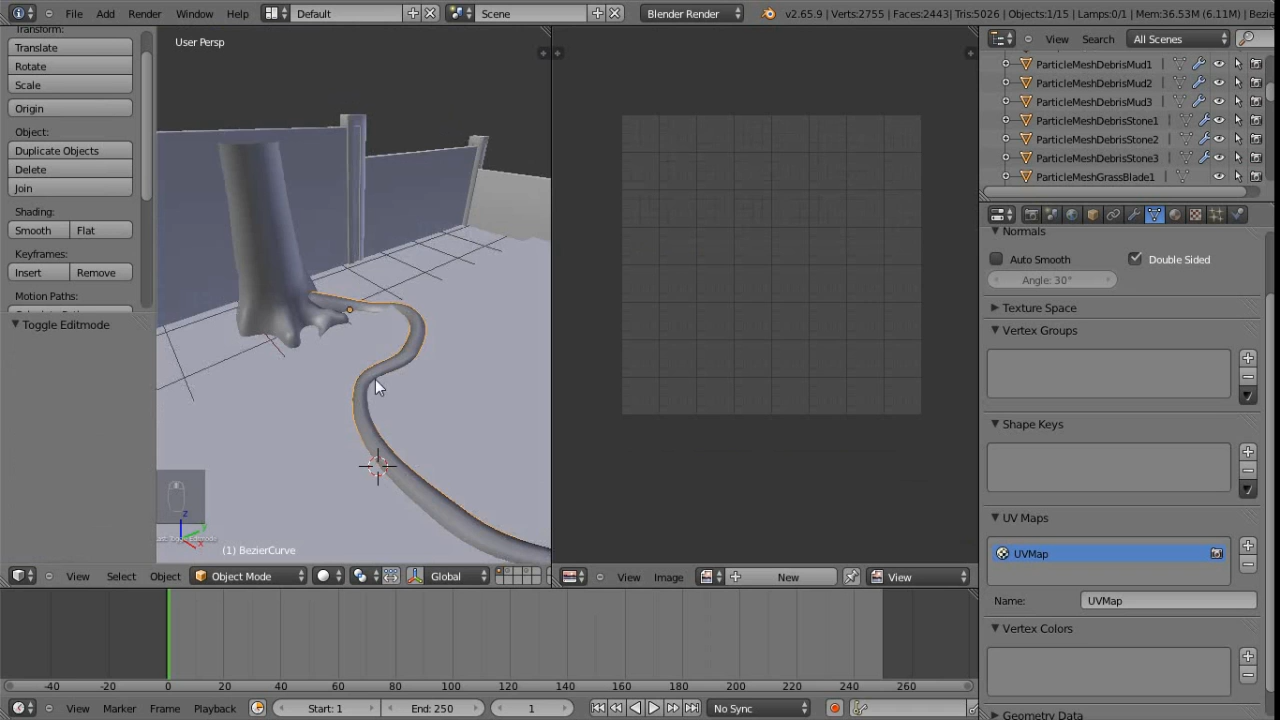 File Add Render Window Help Default Scene Blender Render v2.65.9 | Verts:2755 | Faces:2443| Tris:5026 | Objects:1/15 | Lamps:0/1 | Mem:36.53M (6.11M) | Bezie
Transform:
Translate
Rotate
Scale
Origin
Object:
Duplicate Objects
Delete
Join
Shading:
Smooth Flat
Keyframes:
Insert Remove
Motion Paths:
Toggle Editmode
User Persp
(1) BezierCurve
View Select Object Object Mode Global
View Image New View
View Search All Scenes
ParticleMeshDebrisMud1
ParticleMeshDebrisMud2
ParticleMeshDebrisMud3
ParticleMeshDebrisStone1
ParticleMeshDebrisStone2
ParticleMeshDebrisStone3
ParticleMeshGrassBlade1
Normals
Auto Smooth Double Sided
Angle: 30°
Texture Space
Vertex Groups
Shape Keys
UV Maps
UVMap
Name: UVMap
Vertex Colors
Geometry Data
-40 -20 0 20 40 60 80 100 120 140 160 180 200 220 240 260
View Marker Frame Playback Start: 1 End: 250 1 No Sync